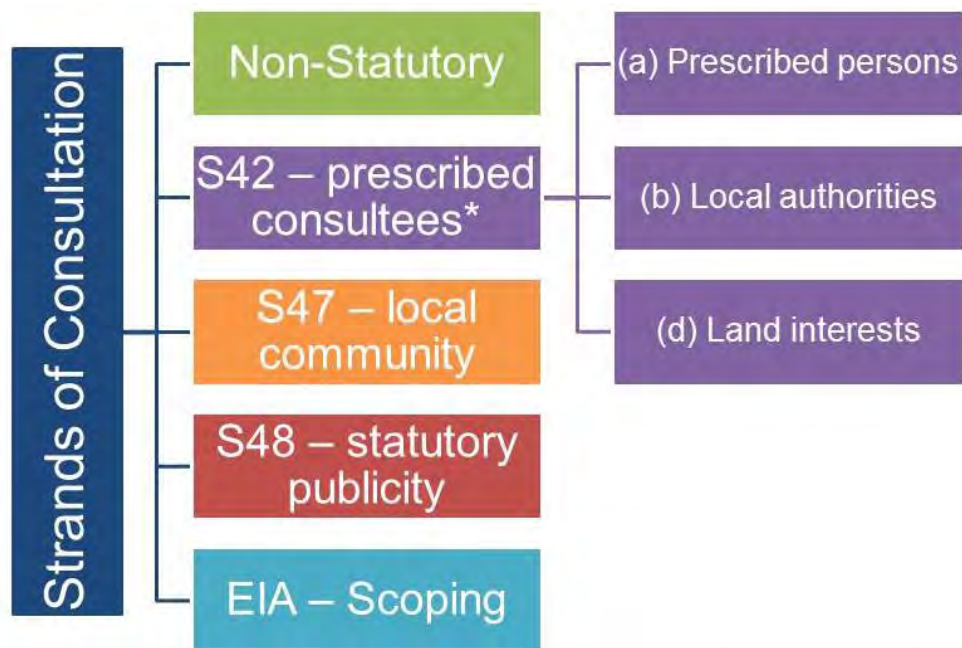 Strands of Consultation
Non-Statutory
S42 – prescribed
consultees*
(a) Prescribed persons
(b) Local authorities
(d) Land interests
S47 – local
community
S48 – statutory
publicity
EIA – Scoping